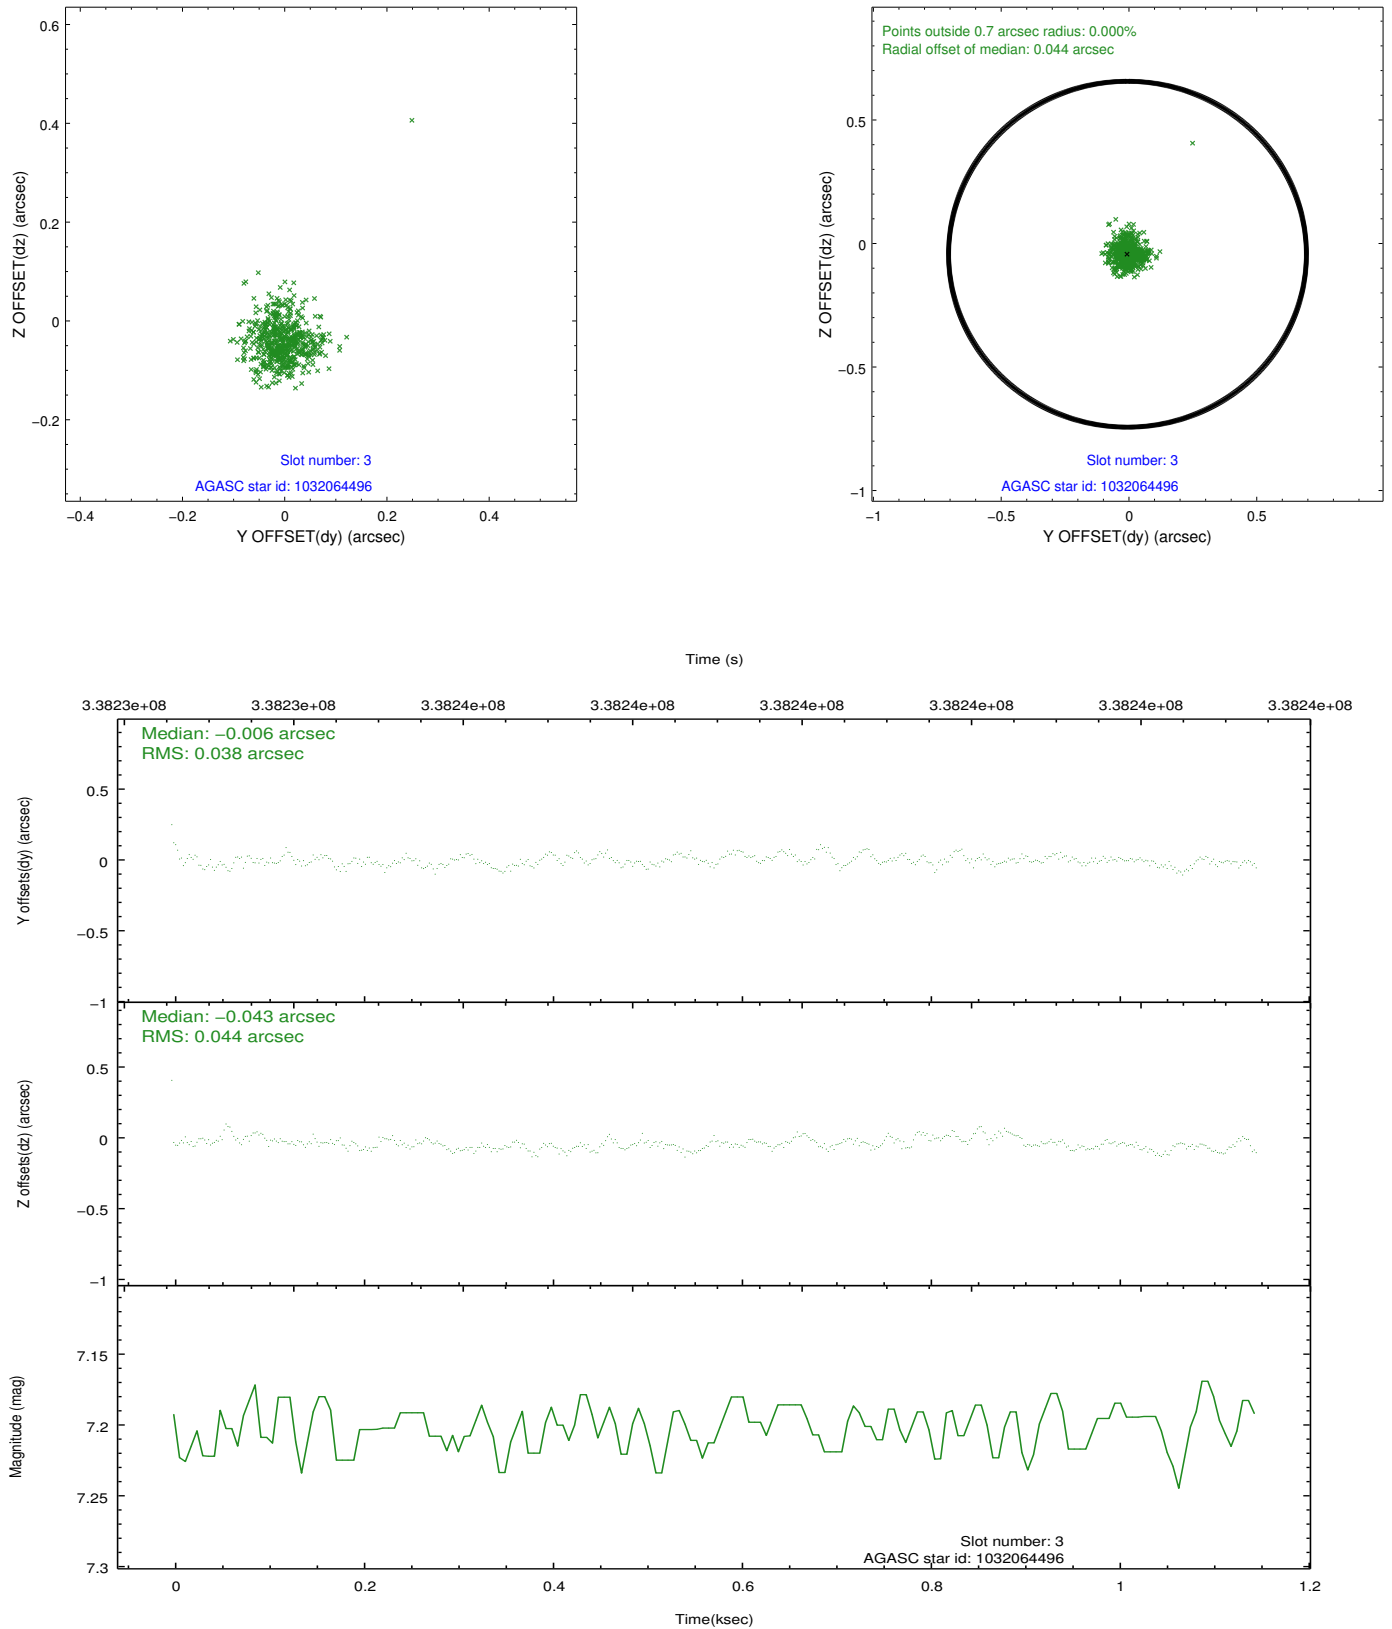 0.6
0.4
0.2
0
−0.2
Z OFFSET(dz) (arcsec)
Slot number: 3
AGASC star id: 1032064496
−0.4 −0.2 0 0.2 0.4
Y OFFSET(dy) (arcsec)
Points outside 0.7 arcsec radius: 0.000%
Radial offset of median: 0.044 arcsec
0.5
0
−0.5
−1
Z OFFSET(dz) (arcsec)
Slot number: 3
AGASC star id: 1032064496
−1 −0.5 0 0.5
Y OFFSET(dy) (arcsec)
Time (s)
3.3823e+08 3.3823e+08 3.3824e+08 3.3824e+08 3.3824e+08 3.3824e+08 3.3824e+08 3.3824e+08
Median: −0.006 arcsec
RMS: 0.038 arcsec
0.5
0
−0.5
−1
Y offsets(dy) (arcsec)
Median: −0.043 arcsec
RMS: 0.044 arcsec
0.5
0
−0.5
−1
Z offsets(dz) (arcsec)
7.15
7.2
7.25
7.3
Magnitude (mag)
Slot number: 3
AGASC star id: 1032064496
0 0.2 0.4 0.6 0.8 1 1.2
Time(ksec)